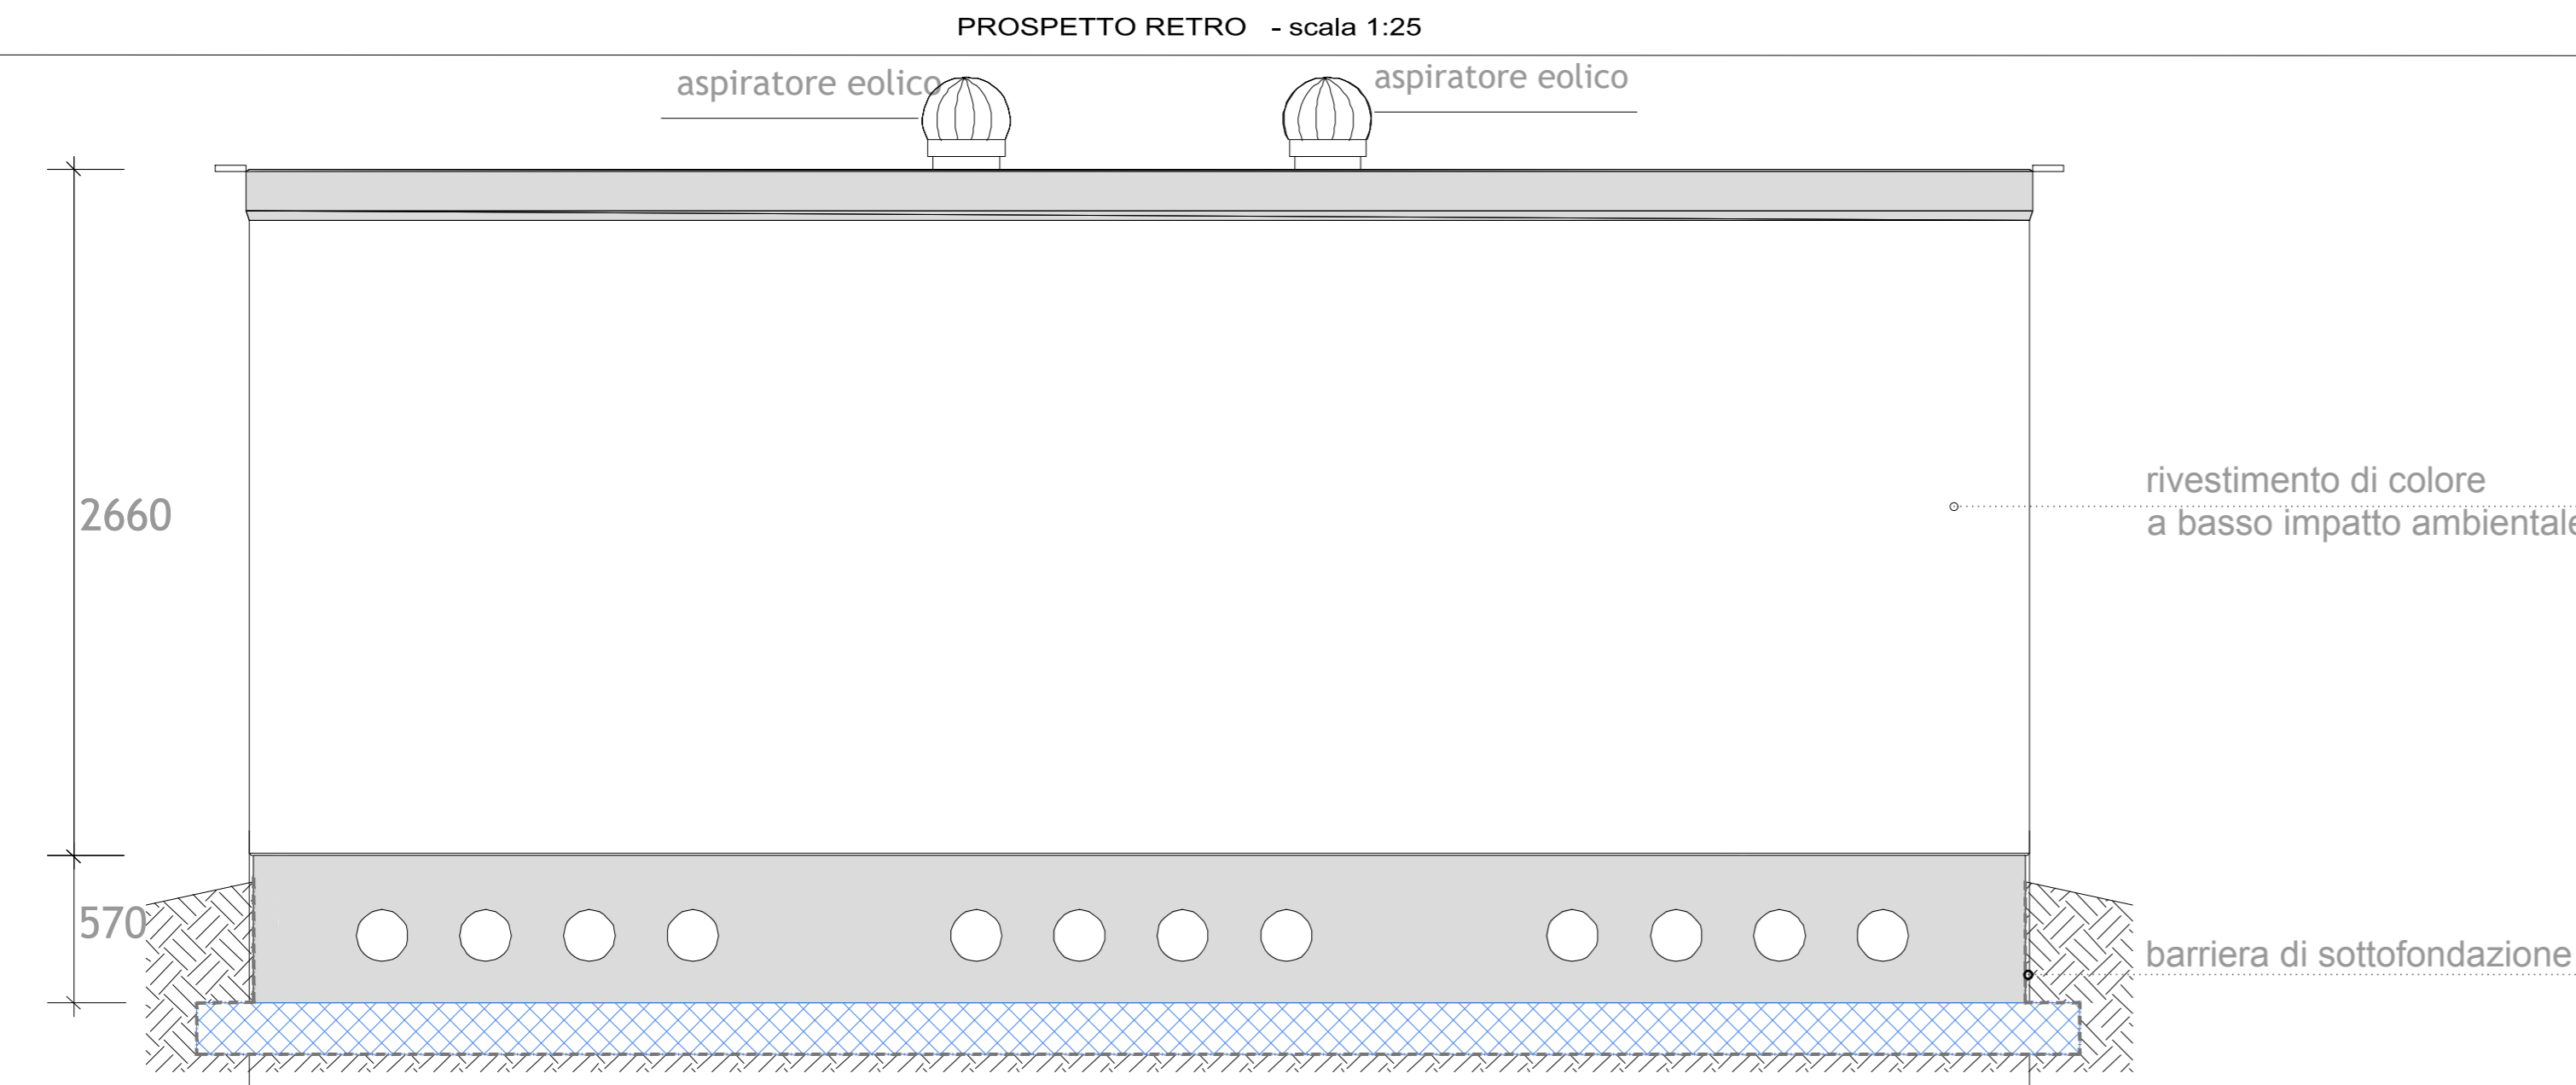 PROSPETTO RETRO - scala 1:25
aspiratore eolico
aspiratore eolico
2660
rivestimento di colore
a basso impatto ambientale
570
barriera di sottofondazione